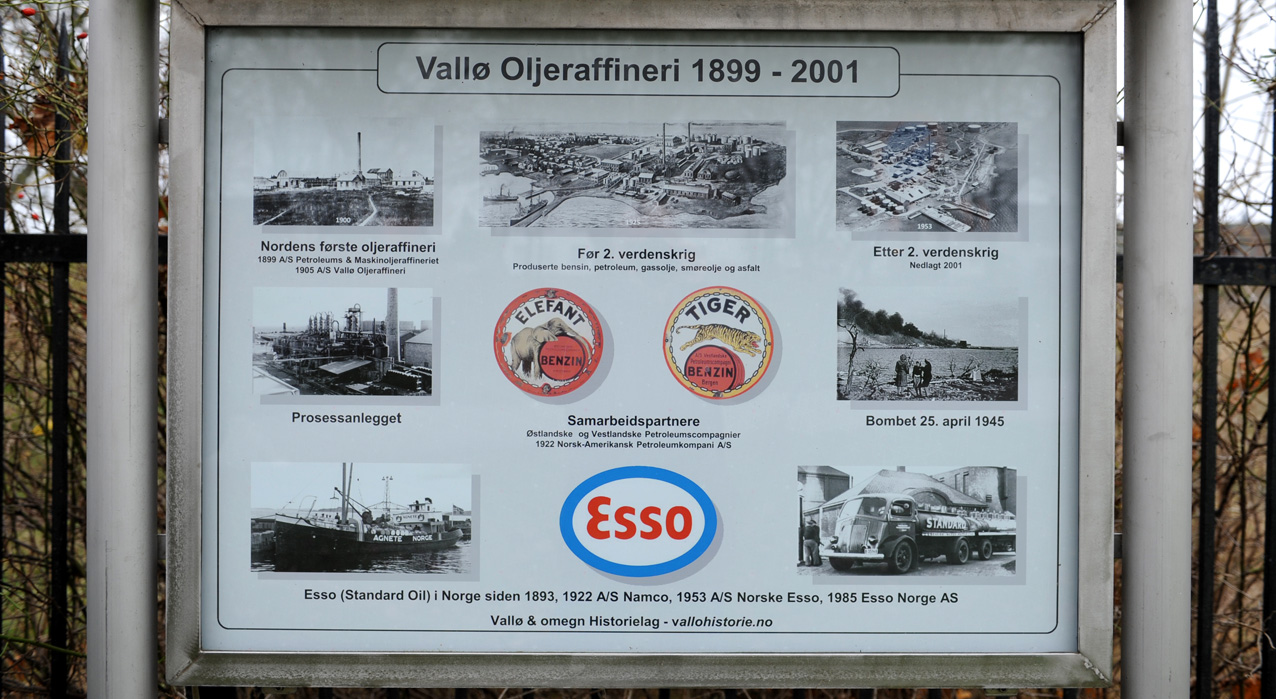 Vallø Oljeraffineri 1899 - 2001
1900
Nordens første oljeraffineri
1899 A/S Petroleums & Maskinoljeraffineriet
1905 A/S Vallø Oljeraffineri
Før 2. verdenskrig
Produserte bensin, petroleum, gassolje, smøreolje og asfalt
1953
Etter 2. verdenskrig
Nedlagt 2001
Prosessanlegget
ELEFANT
BENZIN
TIGER
A/S Vestlandske
Petroleumscompagni
BENZIN
Bergen
Samarbeidspartnere
Østlandske og Vestlandske Petroleumscompagnier
1922 Norsk-Amerikansk Petroleumkompani A/S
Bombet 25. april 1945
AGNETE NORGE
Esso
STANDARD
Esso (Standard Oil) i Norge siden 1893, 1922 A/S Namco, 1953 A/S Norske Esso, 1985 Esso Norge AS
Vallø & omegn Historielag - vallohistorie.no